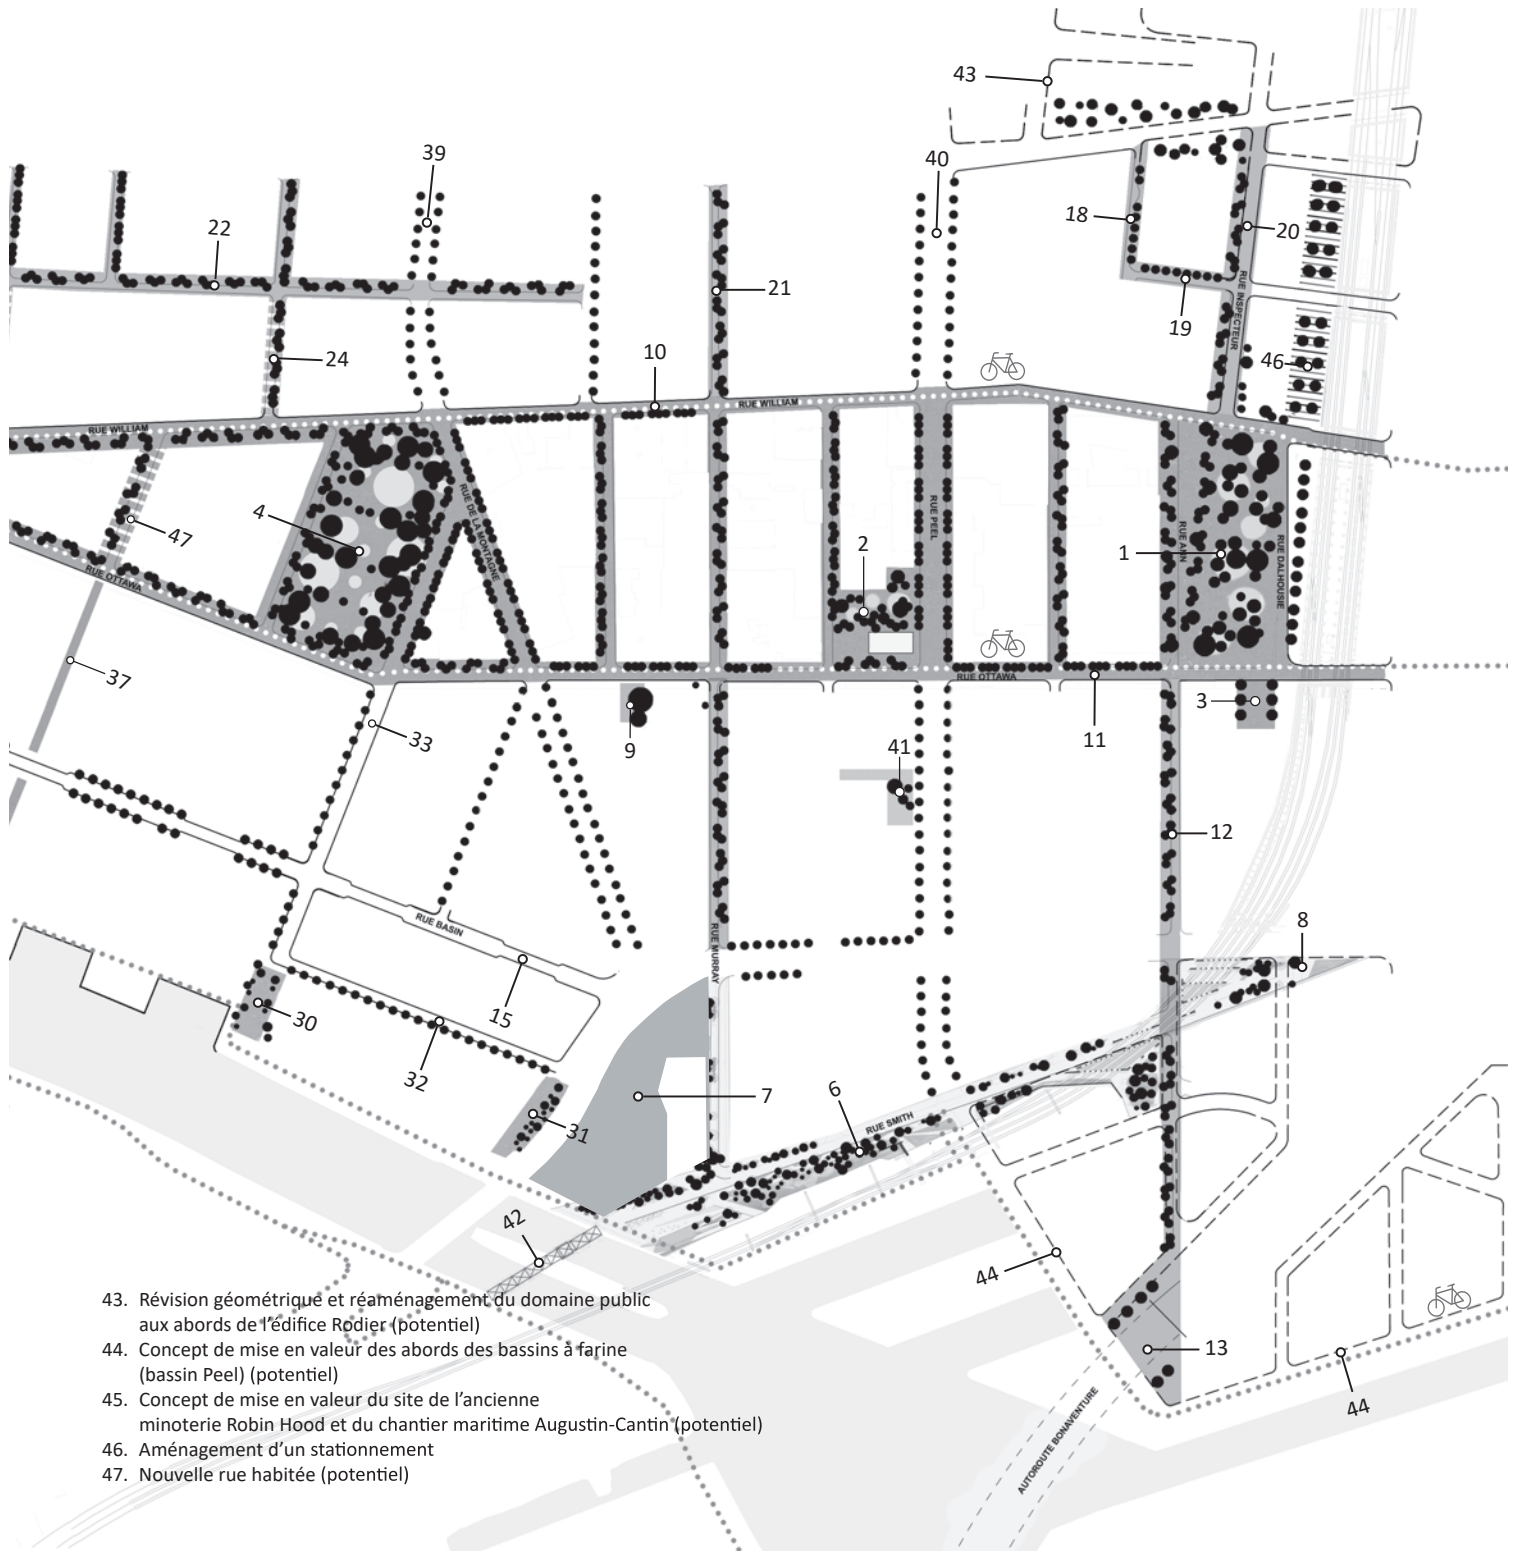 43
39
40
18
20
22
21
19
RUE INSPECTEUR
24
10
46
RUE WILLIAM
RUE WILLIAM
4
RUE DE LA MONTAGNE
47
RUE PEEL
2
1
RUE ANN
RUE DALHOUSIE
RUE OTTAWA
37
RUE OTTAWA
3
33
9
41
11
12
RUE BASIN
8
RUE MURRAY
30
15
32
7
6
31
RUE SMITH
42
44
13
44
AUTOROUTE BONAVENTURE
43. Révision géométrique et réaménagement du domaine public
aux abords de l'édifice Rodier (potentiel)
44. Concept de mise en valeur des abords des bassins à farine
(bassin Peel) (potentiel)
45. Concept de mise en valeur du site de l'ancienne
minoterie Robin Hood et du chantier maritime Augustin-Cantin (potentiel)
46. Aménagement d'un stationnement
47. Nouvelle rue habitée (potentiel)